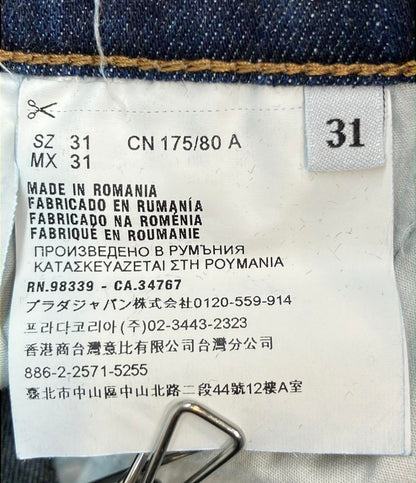 SZ 31 CN 175/80 A
MX 31
31
MADE IN ROMANIA
FABRICADO EN RUMANÍA
FABRICADO NA ROMÉNIA
FABRIQUÉ EN ROUMANIE
ПРОИЗВЕДЕНО В РУМЪНИЯ
ΚΑΤΑΣΚΕΥΑΖΕΤΑΙ ΣΤΗ ΡΟΥΜΑΝΙΑ
RN.98339 - CA.34767
プラダジャパン株式会社0120-559-914
프라다코리아 (주)02-3443-2323
香港商台灣意比有限公司台灣分公司
886-2-2571-5255
臺北市中山區中山北路二段44號12樓A室